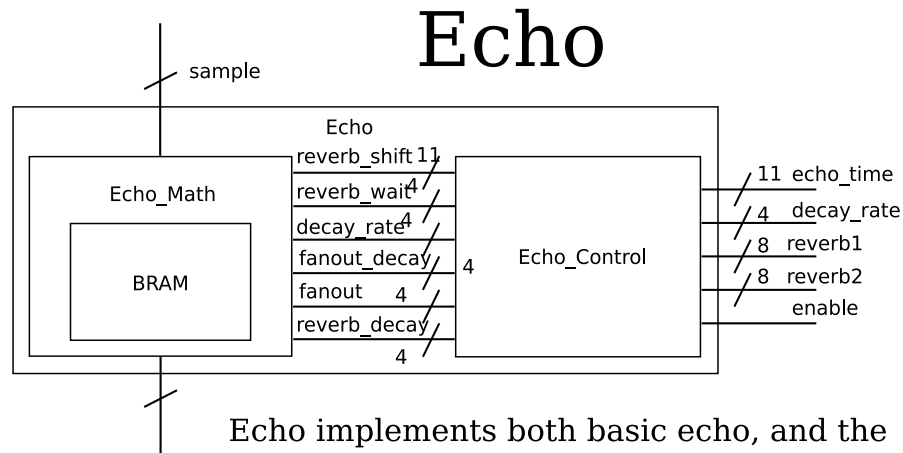 Echo
sample
Echo
reverb_shift 11
Echo_Math
reverb_wait 4
decay_rate 4
fanout_decay 4
fanout 4
reverb_decay
4
BRAM
Echo_Control
11 echo_time
4 decay_rate
8 reverb1
8 reverb2
enable
Echo implements both basic echo, and the